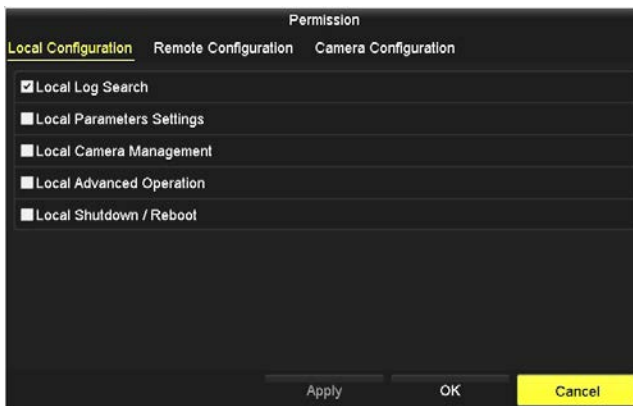 Permission
Local Configuration Remote Configuration Camera Configuration
Local Log Search
Local Parameters Settings
Local Camera Management
Local Advanced Operation
Local Shutdown / Reboot
Apply OK Cancel